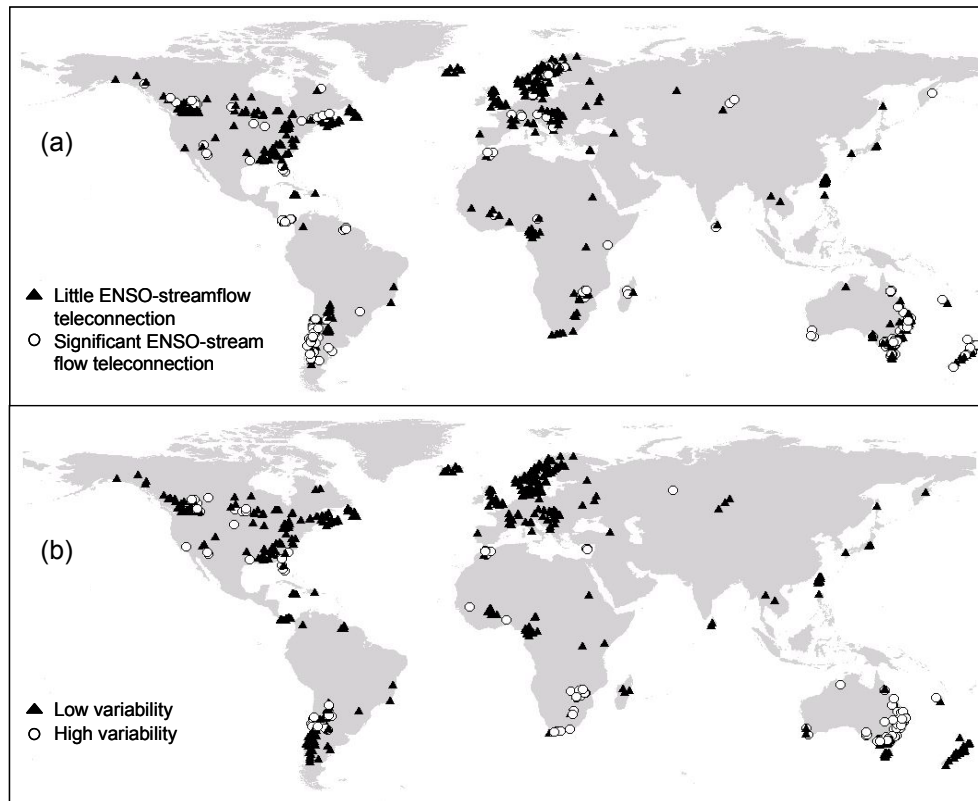 (a)
Little ENSO-streamflow
teleconnection
Significant ENSO-stream
flow teleconnection
(b)
Low variability
High variability